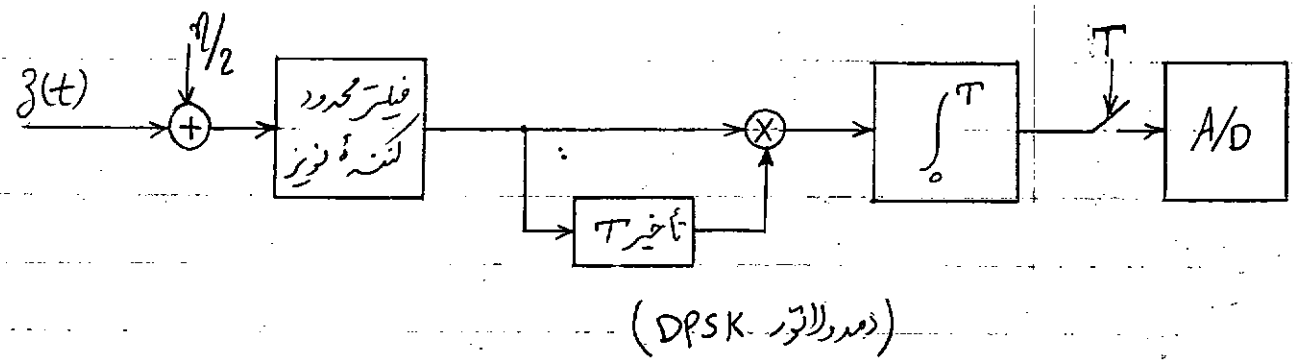 z(t)
η/2
فیلتر محدود
کنندهٔ نویز
تأخیر T
∫₀ᵀ
T
A/D
(دمدولاتور DPSK)